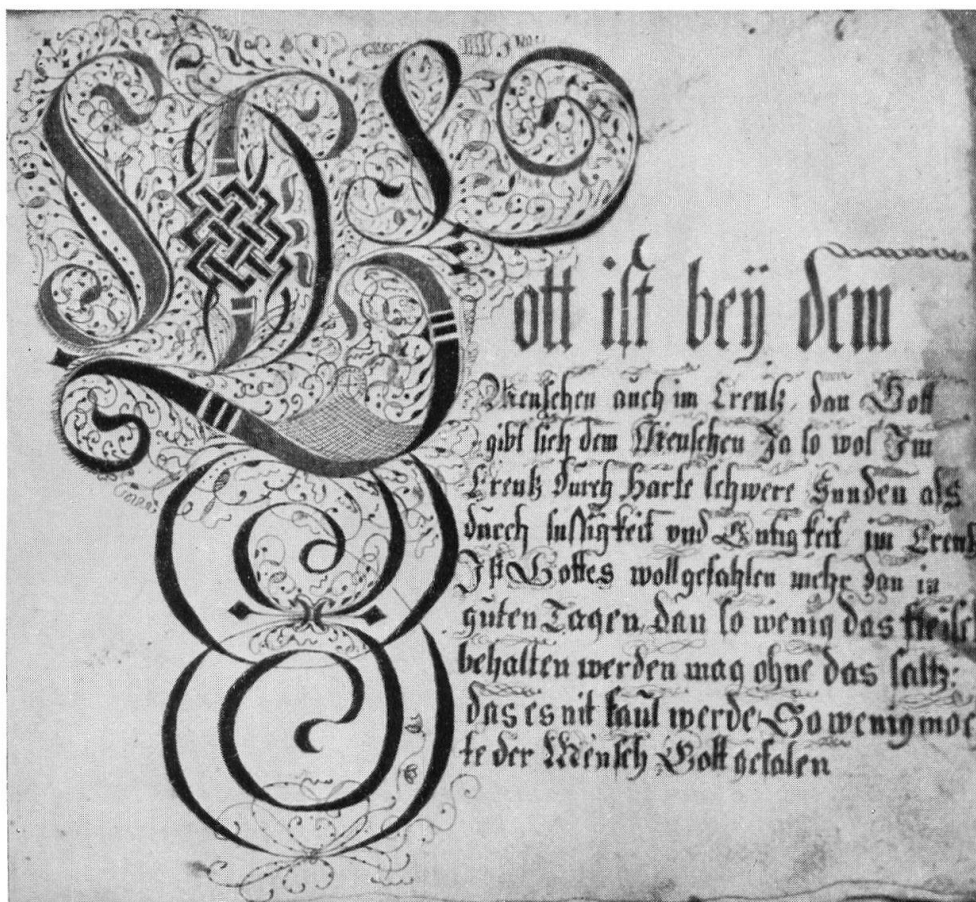 Gott ist bey dem
Menschen auch im Creutz, dan Gott
gibt sich dem Menschen Ja so wol Im
Creutz durch Harte schwere Sunden als
durch sussigkeit vnd Gutigkeit im Creutz
Ist Gottes wollgefahlen mehr dan in
guten Tagen dan so wenig das fleisch
behalten werden mag ohne das saltz:
das es nit faul werde So wenig moc
te der Mensch Gott gefalen